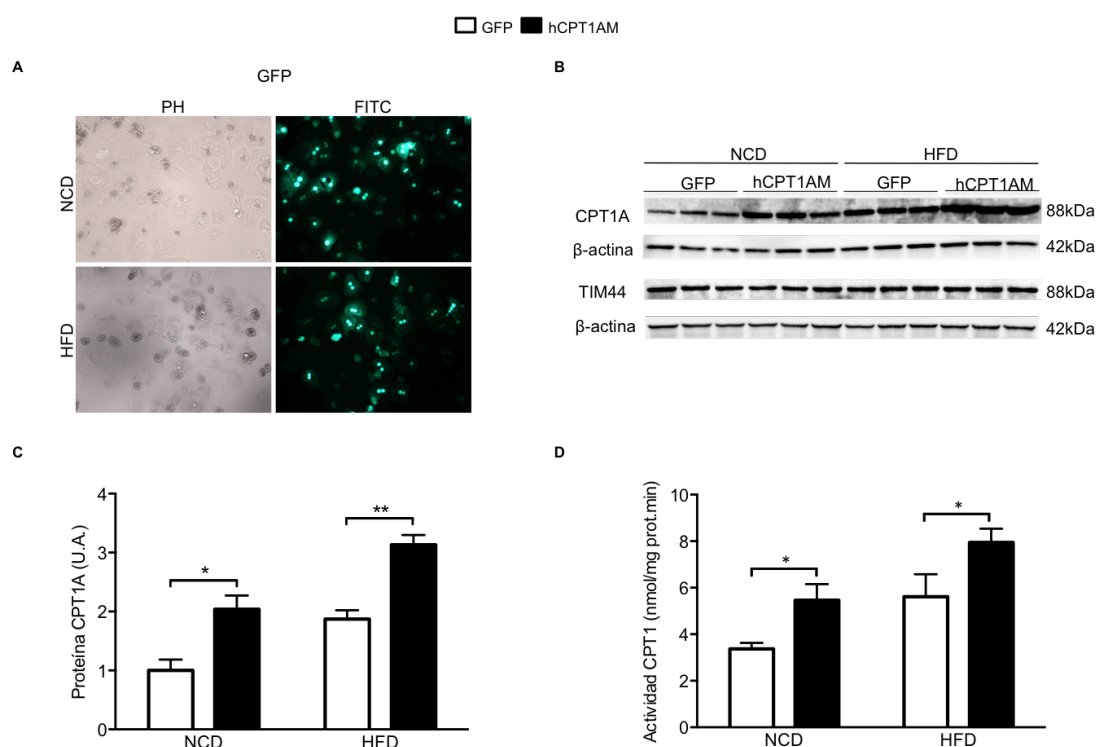 GFP hCPT1AM
A
GFP
PH FITC
NCD
HFD
B
NCD HFD
GFP hCPT1AM GFP hCPT1AM
CPT1A 88kDa
β-actina 42kDa
TIM44 88kDa
β-actina 42kDa
C
Proteína CPT1A (U.A.)
4
3
2
1
0
* **
NCD HFD
D
Actividad CPT1 (nmol/mg prot.min)
10
8
6
4
2
0
* *
NCD HFD